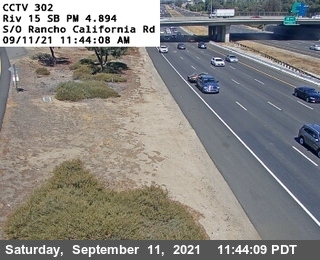 CCTV 302
Riv 15 SB PM 4.894
S/O Rancho California Rd
09/11/21 11:44:08 AM
Saturday, September 11, 2021 11:44:09 PDT